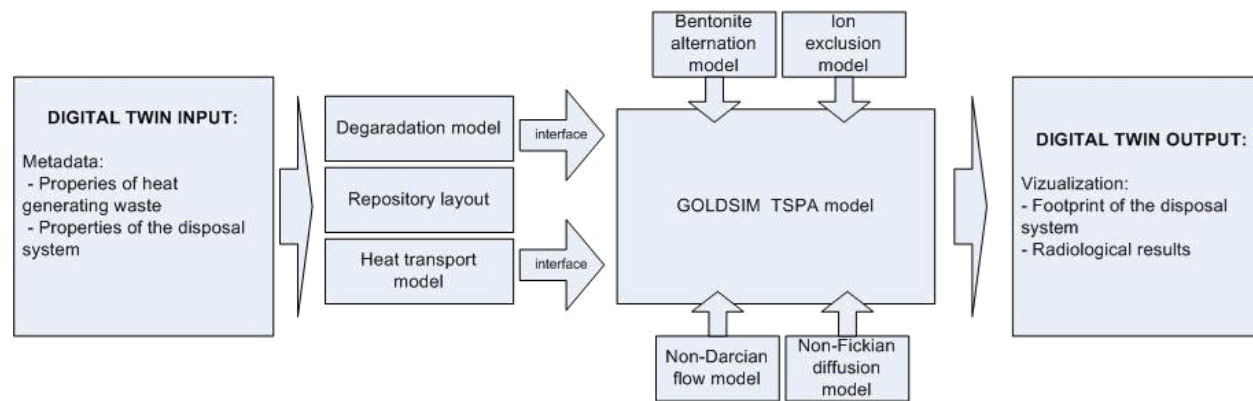 DIGITAL TWIN INPUT:
Metadata:
- Properies of heat
generating waste
- Properties of the disposal
system
Degaradation model
Repository layout
Heat transport
model
interface
interface
Bentonite
alternation
model
Ion
exclusion
model
GOLDSIM TSPA model
Non-Darcian
flow model
Non-Fickian
diffusion
model
DIGITAL TWIN OUTPUT:
Vizualization:
- Footprint of the disposal
system
- Radiological results